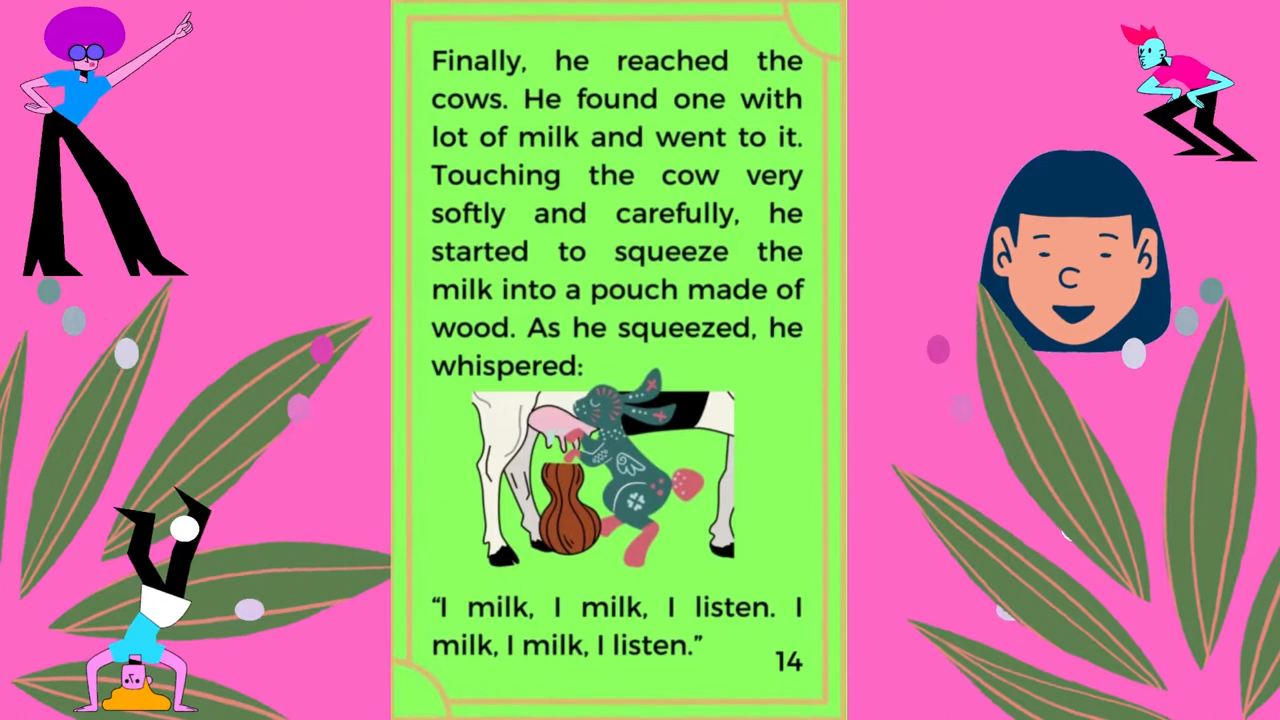 Finally, he reached the
cows. He found one with
lot of milk and went to it.
Touching the cow very
softly and carefully, he
started to squeeze the
milk into a pouch made of
wood. As he squeezed, he
whispered:
“I milk, I milk, I listen. I
milk, I milk, I listen.”
14